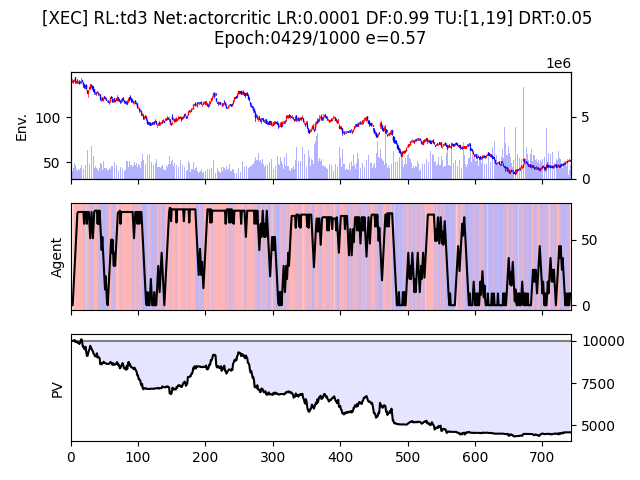 [XEC] RL:td3 Net:actorcritic LR:0.0001 DF:0.99 TU:[1,19] DRT:0.05
Epoch:0429/1000 e=0.57
1e6
Env.
100
50
5
0
Agent
50
0
PV
10000
7500
5000
0 100 200 300 400 500 600 700